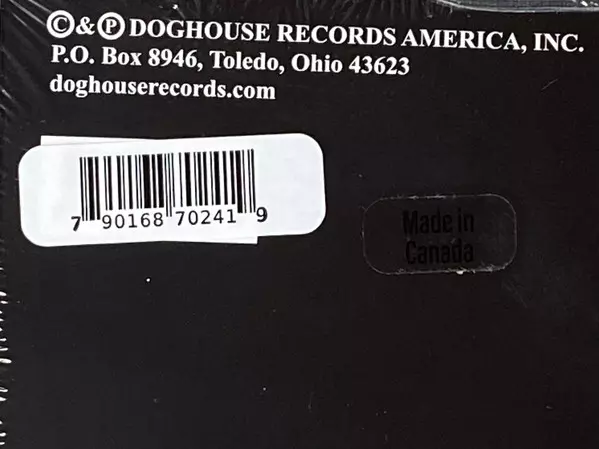 ©&℗ DOGHOUSE RECORDS AMERICA, INC.
P.O. Box 8946, Toledo, Ohio 43623
doghouserecords.com
7 90168 70241 9
Made in
Canada